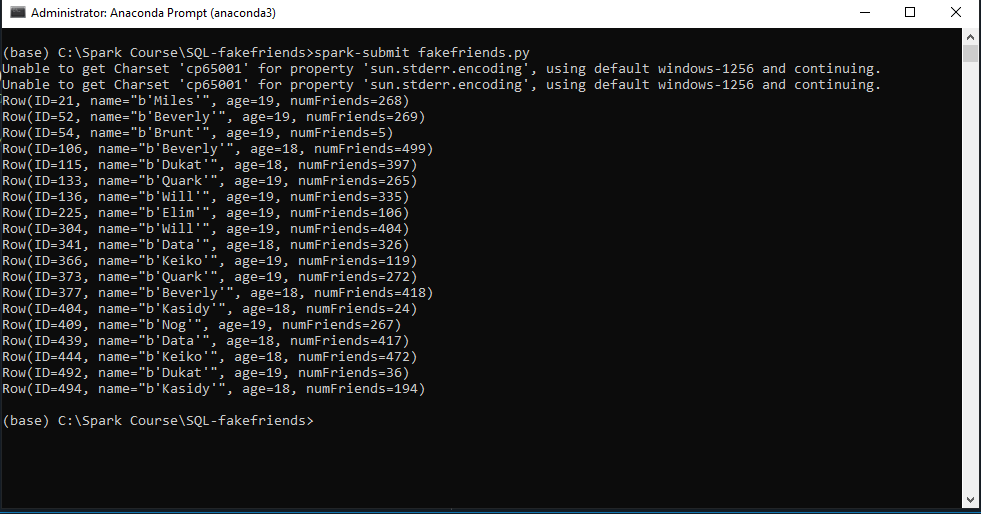 Administrator: Anaconda Prompt (anaconda3)
(base) C:\Spark Course\SQL-fakefriends>spark-submit fakefriends.py
Unable to get Charset 'cp65001' for property 'sun.stderr.encoding', using default windows-1256 and continuing.
Unable to get Charset 'cp65001' for property 'sun.stderr.encoding', using default windows-1256 and continuing.
Row(ID=21, name="b'Miles'", age=19, numFriends=268)
Row(ID=52, name="b'Beverly'", age=19, numFriends=269)
Row(ID=54, name="b'Brunt'", age=19, numFriends=5)
Row(ID=106, name="b'Beverly'", age=18, numFriends=499)
Row(ID=115, name="b'Dukat'", age=18, numFriends=397)
Row(ID=133, name="b'Quark'", age=19, numFriends=265)
Row(ID=136, name="b'Will'", age=19, numFriends=335)
Row(ID=225, name="b'Elim'", age=19, numFriends=106)
Row(ID=304, name="b'Will'", age=19, numFriends=404)
Row(ID=341, name="b'Data'", age=18, numFriends=326)
Row(ID=366, name="b'Keiko'", age=19, numFriends=119)
Row(ID=373, name="b'Quark'", age=19, numFriends=272)
Row(ID=377, name="b'Beverly'", age=18, numFriends=418)
Row(ID=404, name="b'Kasidy'", age=18, numFriends=24)
Row(ID=409, name="b'Nog'", age=19, numFriends=267)
Row(ID=439, name="b'Data'", age=18, numFriends=417)
Row(ID=444, name="b'Keiko'", age=18, numFriends=472)
Row(ID=492, name="b'Dukat'", age=19, numFriends=36)
Row(ID=494, name="b'Kasidy'", age=18, numFriends=194)
(base) C:\Spark Course\SQL-fakefriends>